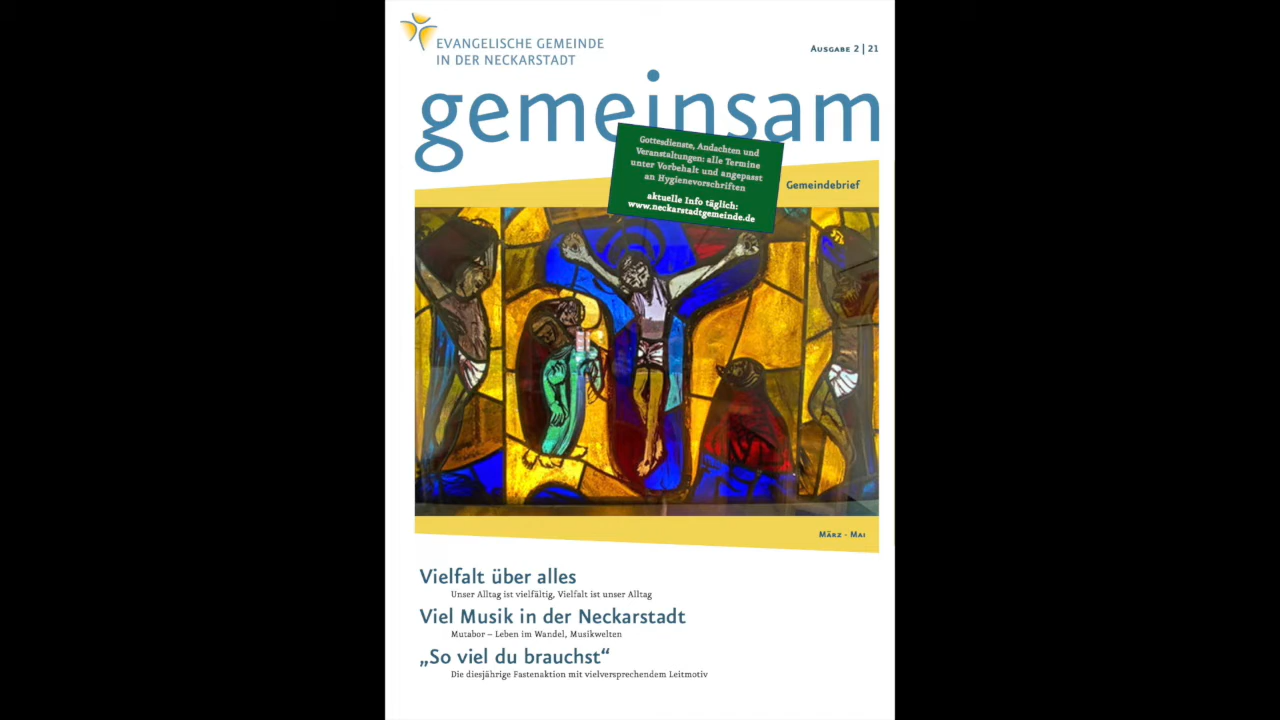 EVANGELISCHE GEMEINDE
IN DER NECKARSTADT
Ausgabe 2 | 21
gemeinsam
Gottesdienste, Andachten und
Veranstaltungen: alle Termine
unter Vorbehalt und angepasst
an Hygienevorschriften
aktuelle Info täglich:
www.neckarstadtgemeinde.de
Gemeindebrief
März - Mai
Vielfalt über alles
Unser Alltag ist vielfältig, Vielfalt ist unser Alltag
Viel Musik in der Neckarstadt
Mutabor – Leben im Wandel, Musikwelten
„So viel du brauchst“
Die diesjährige Fastenaktion mit vielversprechendem Leitmotiv